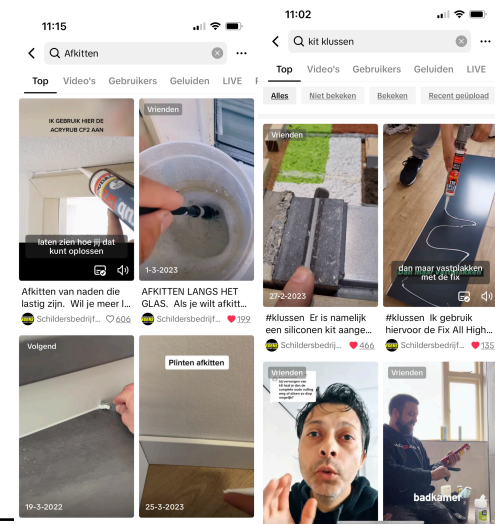 11:15
Afkitten
Top Video's Gebruikers Geluiden LIVE
IK GEBRUIK HIER DE
ACRYRUB CF2 AAN
laten zien hoe jij dat
kunt oplossen
Afkitten van naden die
lastig zijn. Wil je meer l...
Schildersbedrijf... 606
Vrienden
1-3-2023
AFKITTEN LANGS HET
GLAS. Als je wilt afkitt...
Schildersbedrijf... 199
Volgend
19-3-2022
Plinten afkitten
25-3-2023
11:02
kit klussen
Top Video's Gebruikers Geluiden LIVE
Alles Niet bekeken Bekeken Recent geüpload
Vrienden
27-2-2023
#klussen Er is namelijk
een siliconen kit aange...
Schildersbedrij... 466
dan maar vastplakken
met de fix
#klussen Ik gebruik
hiervoor de Fix All High...
Schildersbedrij... 135
Vrienden
Vrienden
badkamer